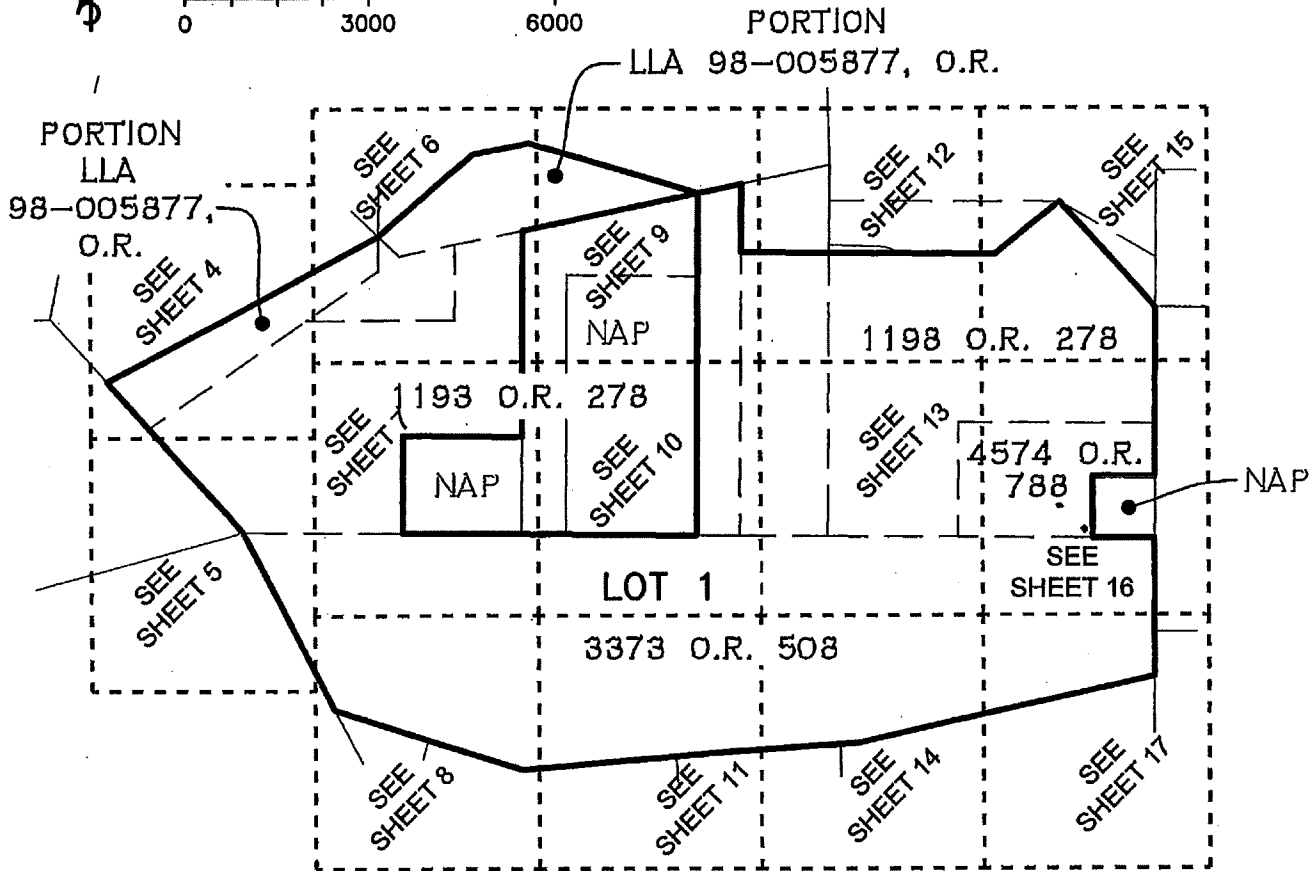 0 3000 6000
PORTION
LLA 98-005877, O.R.
PORTION
LLA
98-005877,
O.R.
SEE
SHEET 4
SEE
SHEET 6
SEE
SHEET 9
SEE
SHEET 12
SEE
SHEET 15
NAP
1198 O.R. 278
1193 O.R. 278
SEE
SHEET 7
NAP
SEE
SHEET 10
SEE
SHEET 13
4574 O.R.
788
NAP
SEE
SHEET 5
LOT 1
SEE
SHEET 16
3373 O.R. 508
SEE
SHEET 8
SEE
SHEET 11
SEE
SHEET 14
SEE
SHEET 17